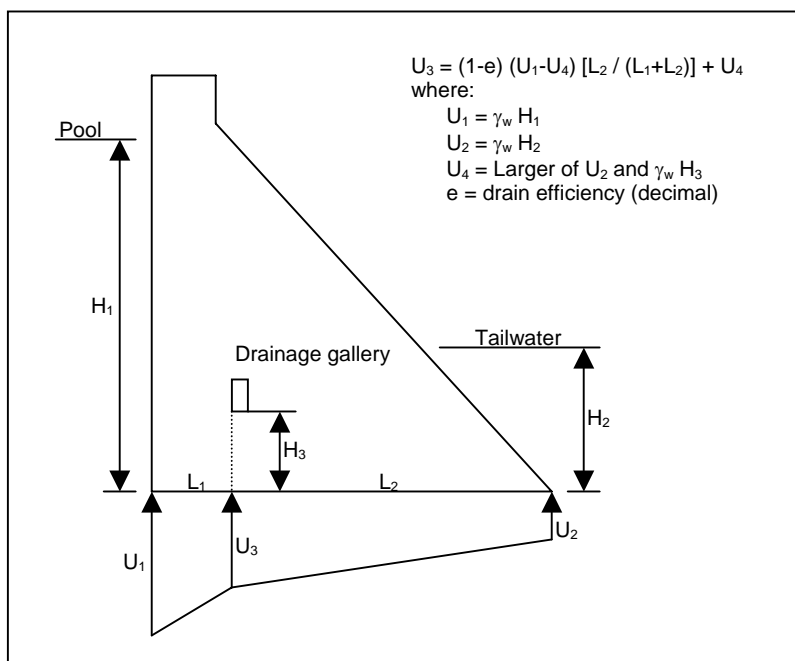 U₃ = (1-e) (U₁-U₄) [L₂ / (L₁+L₂)] + U₄
where:
U₁ = γw H₁
U₂ = γw H₂
U₄ = Larger of U₂ and γw H₃
e = drain efficiency (decimal)
Pool
H₁
Tailwater
Drainage gallery
H₂
H₃
L₁
L₂
U₁
U₃
U₂